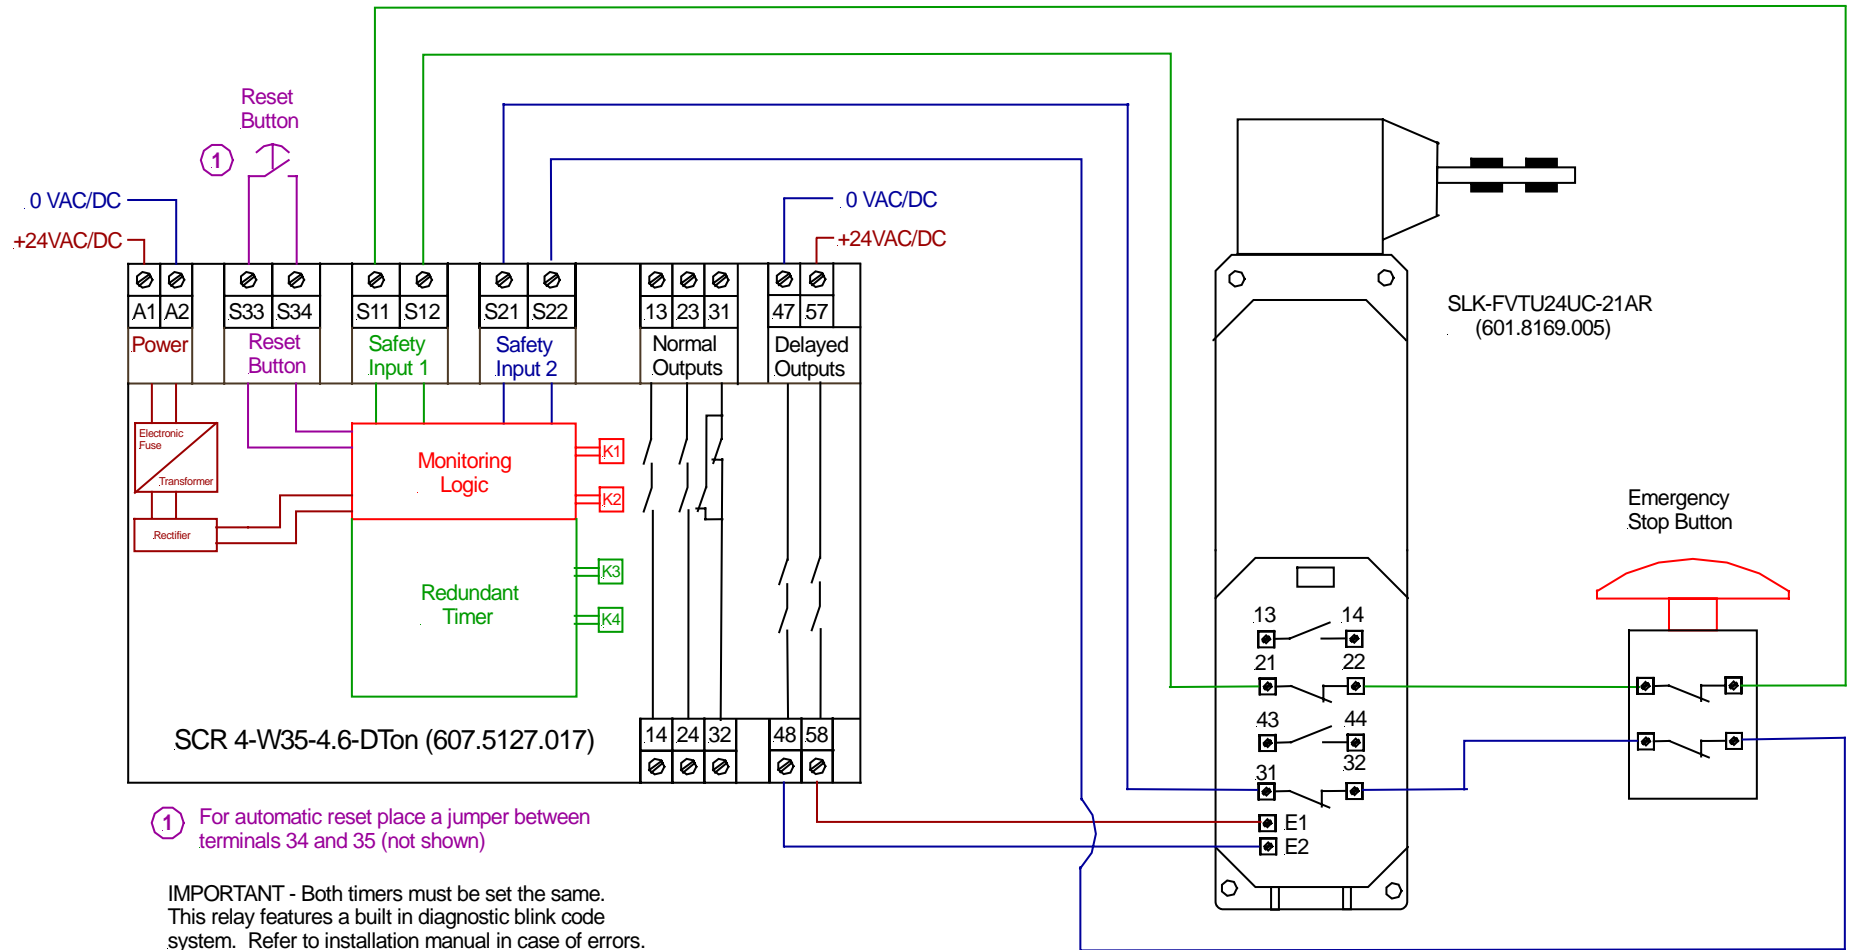 Reset
Button
1
0 VAC/DC
+24VAC/DC
0 VAC/DC
+24VAC/DC
A1 A2 S33 S34 S11 S12 S21 S22 13 23 31 47 57
Power
Reset
Button
Safety
Input 1
Safety
Input 2
Normal
Outputs
Delayed
Outputs
Electronic
Fuse
Transformer
Rectifier
Monitoring
Logic
K1
K2
Redundant
Timer
K3
K4
SCR 4-W35-4.6-DTon (607.5127.017)
14 24 32 48 58
SLK-FVTU24UC-21AR
(601.8169.005)
Emergency
Stop Button
13 14
21 22
43 44
31 32
E1
E2
1 For automatic reset place a jumper between
terminals 34 and 35 (not shown)
IMPORTANT - Both timers must be set the same.
This relay features a built in diagnostic blink code
system. Refer to installation manual in case of errors.